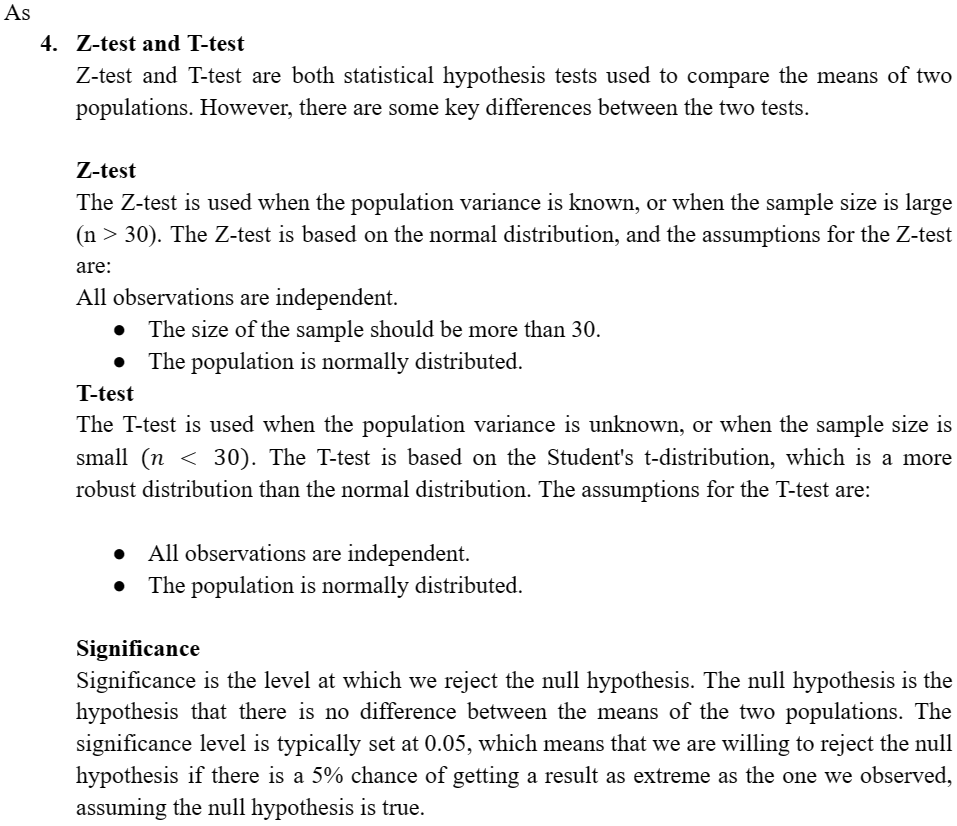 As
4. Z-test and T-test
Z-test and T-test are both statistical hypothesis tests used to compare the means of two
populations. However, there are some key differences between the two tests.
Z-test
The Z-test is used when the population variance is known, or when the sample size is large
(n > 30). The Z-test is based on the normal distribution, and the assumptions for the Z-test
are:
All observations are independent.
● The size of the sample should be more than 30.
● The population is normally distributed.
T-test
The T-test is used when the population variance is unknown, or when the sample size is
small (n < 30). The T-test is based on the Student's t-distribution, which is a more
robust distribution than the normal distribution. The assumptions for the T-test are:
● All observations are independent.
● The population is normally distributed.
Significance
Significance is the level at which we reject the null hypothesis. The null hypothesis is the
hypothesis that there is no difference between the means of the two populations. The
significance level is typically set at 0.05, which means that we are willing to reject the null
hypothesis if there is a 5% chance of getting a result as extreme as the one we observed,
assuming the null hypothesis is true.